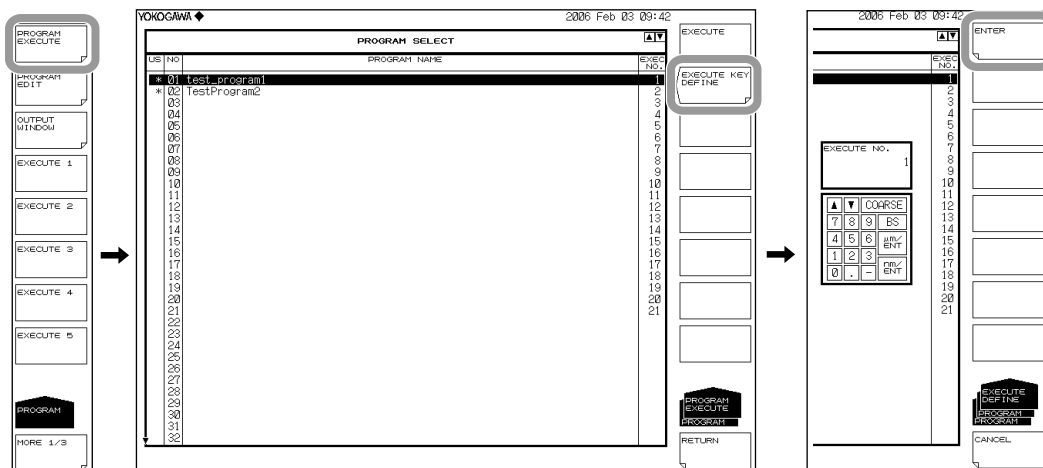 PROGRAM
EXECUTE
PROGRAM
EDIT
OUTPUT
WINDOW
EXECUTE 1
EXECUTE 2
EXECUTE 3
EXECUTE 4
EXECUTE 5
PROGRAM
MORE 1/3
YOKOGAWA
2006 Feb 03 09:42
PROGRAM SELECT
US NO PROGRAM NAME EXEC NO.
* 01 test_program1 1
* 02 TestProgram2 2
03 3
04 4
05 5
06 6
07 7
08 8
09 9
10 10
11 11
12 12
13 13
14 14
15 15
16 16
17 17
18 18
19 19
20 20
21 21
22
23
24
25
26
27
28
29
30
31
32
EXECUTE
EXECUTE KEY
DEFINE
PROGRAM
EXECUTE
PROGRAM
RETURN
2006 Feb 03 09:42
EXEC
NO.
1
2
3
4
5
6
7
8
9
10
11
12
13
14
15
16
17
18
19
20
21
EXECUTE NO.
1
COARSE
7 8 9 BS
4 5 6 μm/ENT
1 2 3 nm/ENT
0 . -
ENTER
EXECUTE
DEFINE
PROGRAM
PROGRAM
CANCEL